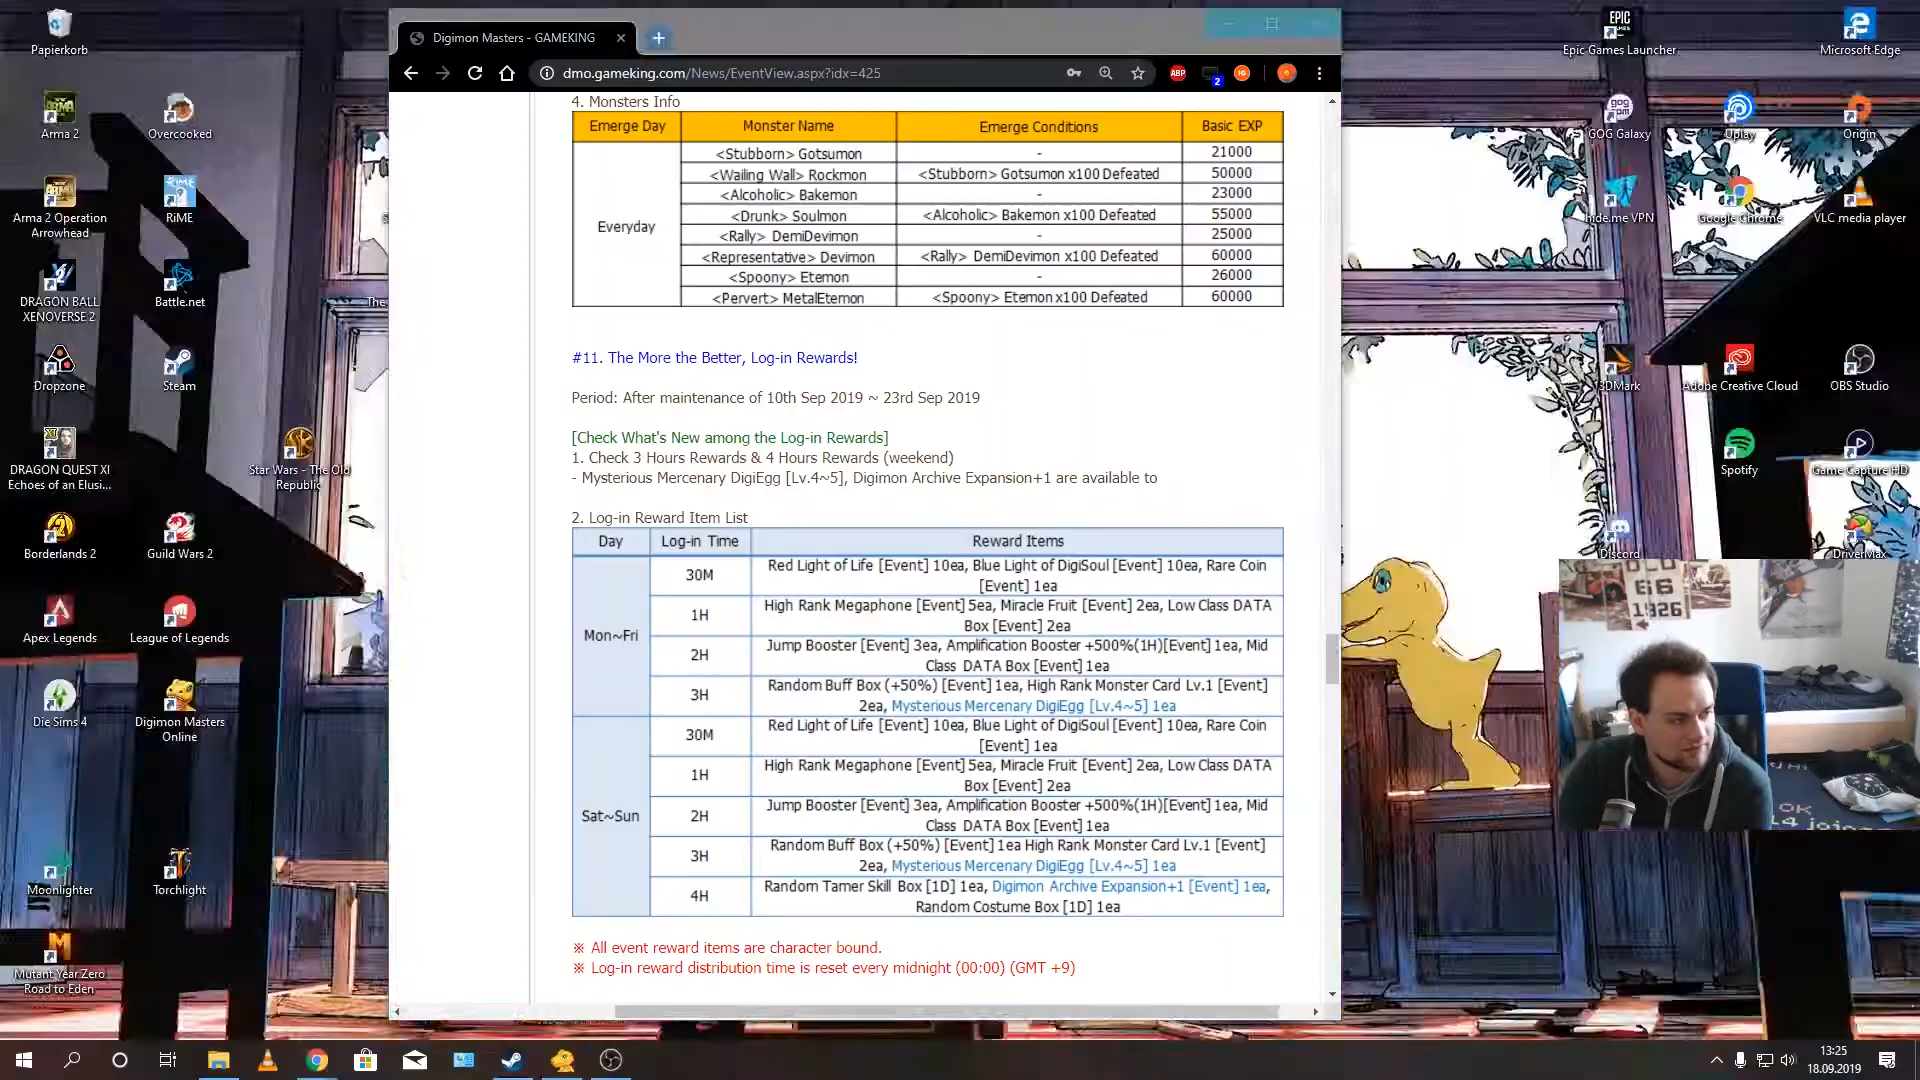 Digimon Masters - GAMEKING
dmo.gameking.com/News/EventView.aspx?idx=425
ABP
2
Papierkorb
Arma 2
Overcooked
Arma 2 Operation Arrowhead
RiME
DRAGON BALL XENOVERSE 2
Battle.net
The
Dropzone
Steam
DRAGON QUEST XI Echoes of an Elusi...
Star Wars - The Old Republic
Borderlands 2
Guild Wars 2
Apex Legends
League of Legends
Die Sims 4
Digimon Masters Online
Moonlighter
Torchlight
Mutant Year Zero Road to Eden
4. Monsters Info
Emerge Day Monster Name Emerge Conditions Basic EXP
Everyday
<Stubborn> Gotsumon - 21000
<Wailing Wall> Rockmon <Stubborn> Gotsumon x100 Defeated 50000
<Alcoholic> Bakemon - 23000
<Drunk> Soulmon <Alcoholic> Bakemon x100 Defeated 55000
<Rally> DemiDevimon - 25000
<Representative> Devimon <Rally> DemiDevimon x100 Defeated 60000
<Spoony> Etemon - 26000
<Pervert> MetalEtemon <Spoony> Etemon x100 Defeated 60000
#11. The More the Better, Log-in Rewards!
Period: After maintenance of 10th Sep 2019 ~ 23rd Sep 2019
[Check What's New among the Log-in Rewards]
1. Check 3 Hours Rewards & 4 Hours Rewards (weekend)
- Mysterious Mercenary DigiEgg [Lv.4~5], Digimon Archive Expansion+1 are available to
2. Log-in Reward Item List
Day Log-in Time Reward Items
Mon~Fri
30M
Red Light of Life [Event] 10ea, Blue Light of DigiSoul [Event] 10ea, Rare Coin
[Event] 1ea
1H
High Rank Megaphone [Event] 5ea, Miracle Fruit [Event] 2ea, Low Class DATA
Box [Event] 2ea
2H
Jump Booster [Event] 3ea, Amplification Booster +500%(1H)[Event] 1ea, Mid
Class DATA Box [Event] 1ea
3H
Random Buff Box (+50%) [Event] 1ea, High Rank Monster Card Lv.1 [Event]
2ea, Mysterious Mercenary DigiEgg [Lv.4~5] 1ea
Sat~Sun
30M
Red Light of Life [Event] 10ea, Blue Light of DigiSoul [Event] 10ea, Rare Coin
[Event] 1ea
1H
High Rank Megaphone [Event] 5ea, Miracle Fruit [Event] 2ea, Low Class DATA
Box [Event] 2ea
2H
Jump Booster [Event] 3ea, Amplification Booster +500%(1H)[Event] 1ea, Mid
Class DATA Box [Event] 1ea
3H
Random Buff Box (+50%) [Event] 1ea High Rank Monster Card Lv.1 [Event]
2ea, Mysterious Mercenary DigiEgg [Lv.4~5] 1ea
4H
Random Tamer Skill Box [1D] 1ea, Digimon Archive Expansion+1 [Event] 1ea,
Random Costume Box [1D] 1ea
※ All event reward items are character bound.
※ Log-in reward distribution time is reset every midnight (00:00) (GMT +9)
EPIC GAMES
Epic Games Launcher
Microsoft Edge
GOG Galaxy
Uplay
Origin
hide.me VPN
Google Chrome
VLC media player
3DMark
Adobe Creative Cloud
OBS Studio
Spotify
Game Capture HD
Discord
DriverMax
OLD
66
1926
OK
13:25
18.09.2019